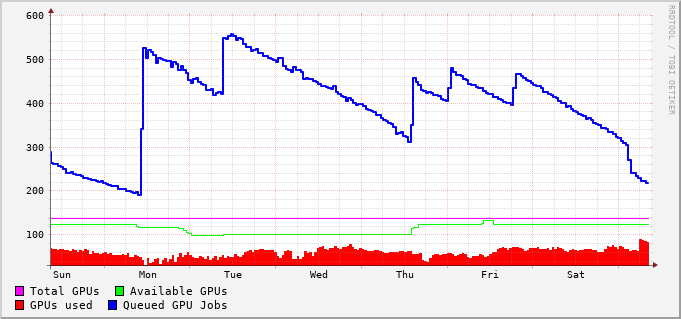 600
500
400
300
200
100
Sun Mon Tue Wed Thu Fri Sat
Total GPUs Available GPUs
GPUs used Queued GPU Jobs
RRDTOOL / TOBI OETIKER